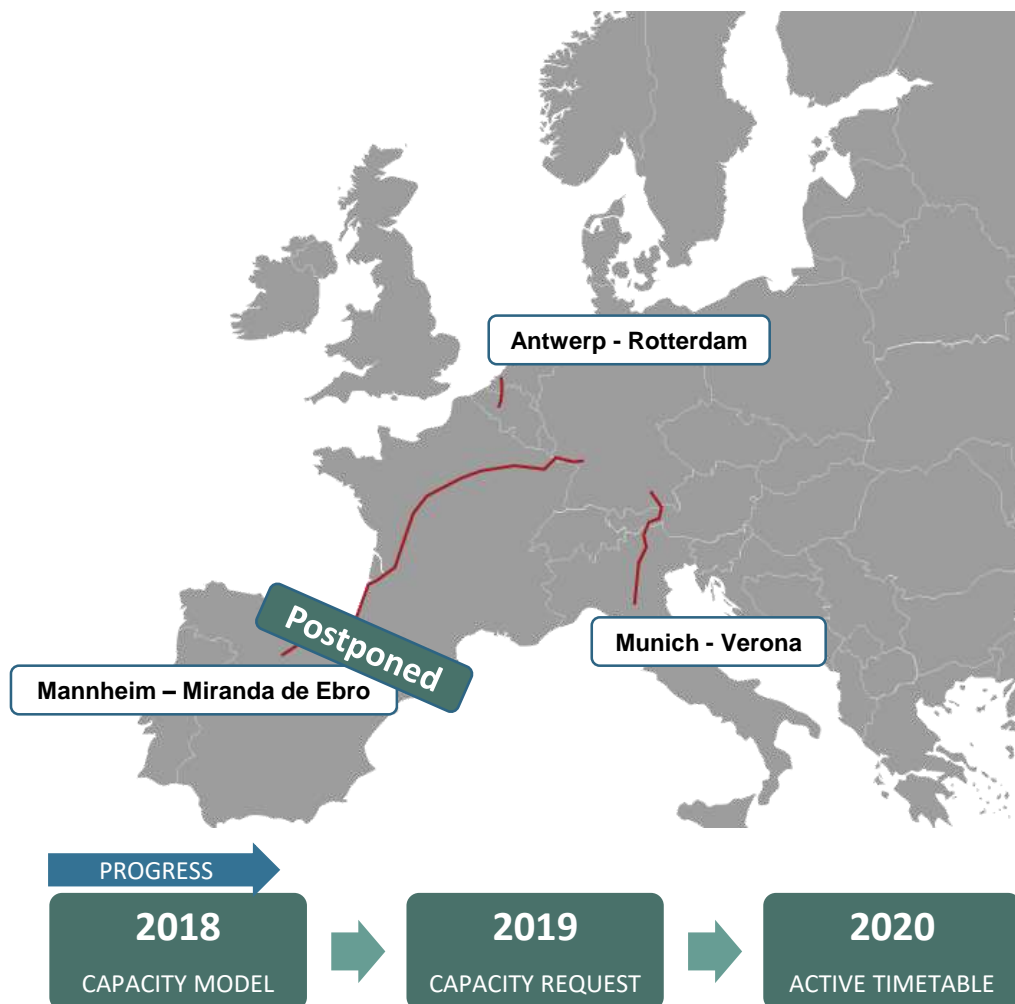 Antwerp - Rotterdam
Postponed
Munich - Verona
Mannheim – Miranda de Ebro
PROGRESS
2018
CAPACITY MODEL
2019
CAPACITY REQUEST
2020
ACTIVE TIMETABLE